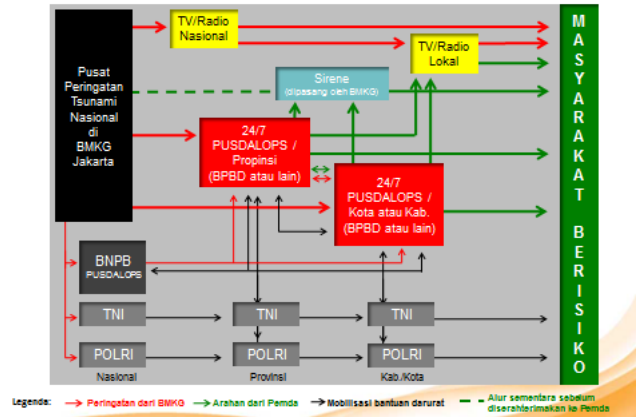 TV/Radio
Nasional
TV/Radio
Lokal
Pusat
Peringatan
Tsunami
Nasional
di
BMKG
Jakarta
Sirene
(dipasang oleh BMKG)
24/7
PUSDALOPS /
Propinsi
(BPBD atau lain)
24/7
PUSDALOPS /
Kota atau Kab.
(BPBD atau lain)
BNPB
PUSDALOPS
TNI
TNI
TNI
POLRI
POLRI
POLRI
Nasional
Provinsi
Kab./Kota
MASYARAKAT BERISIKO
Legenda:
Peringatan dari BMKG
Arahan dari Pemda
Mobilisasi bantuan darurat
Alur sementara sebelum
diserahterimakan ke Pemda